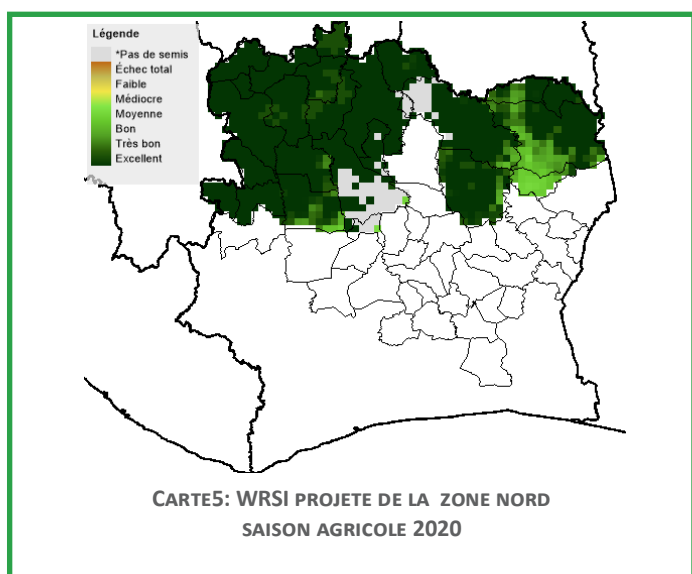 Légende
*Pas de semis
Échec total
Faible
Médiocre
Moyenne
Bon
Très bon
Excellent
CARTE5: WRSI PROJETE DE LA ZONE NORD
SAISON AGRICOLE 2020